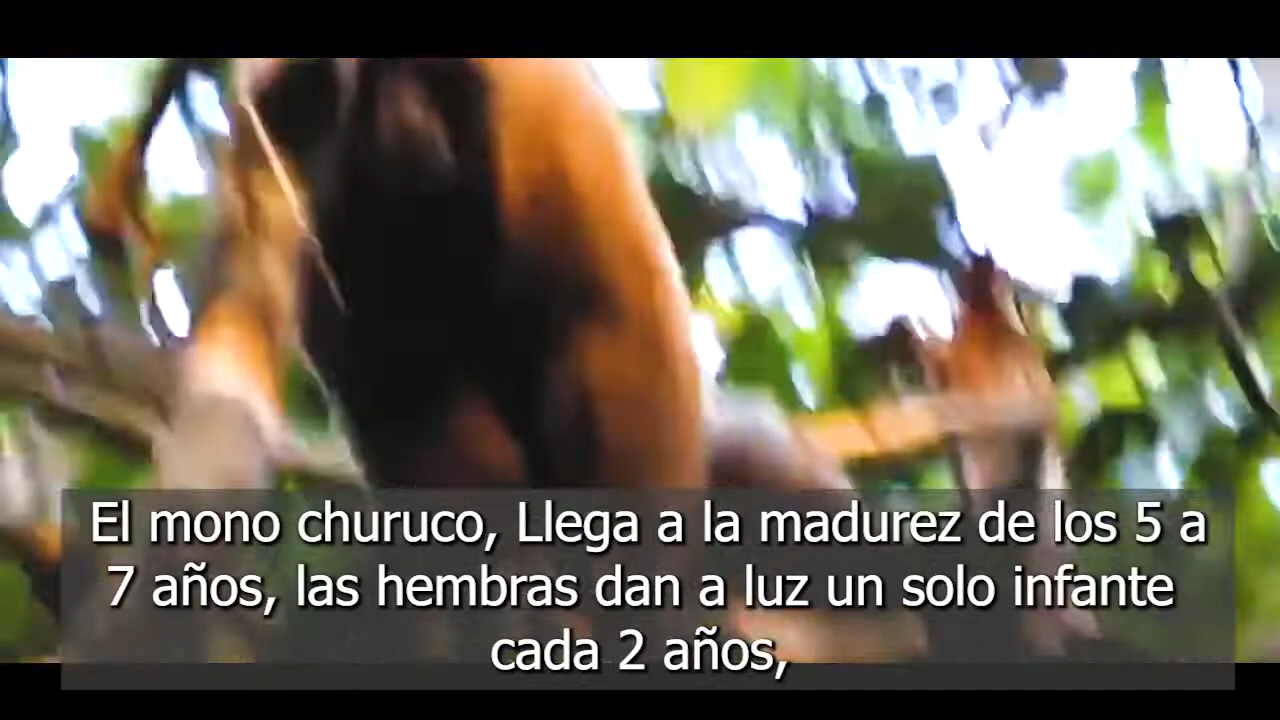 El mono churuco, Llega a la madurez de los 5 a
7 años, las hembras dan a luz un solo infante
cada 2 años,